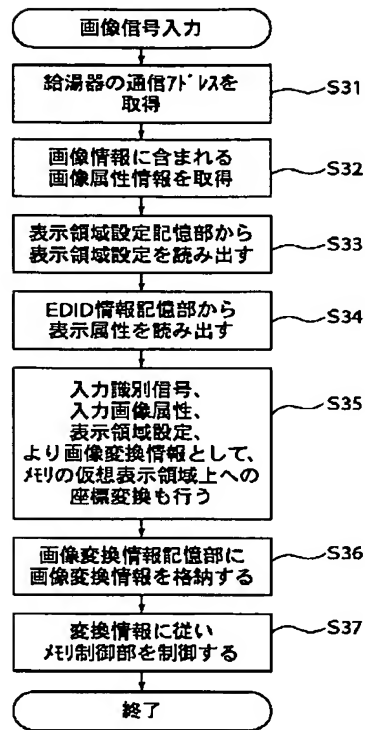 画像信号入力
給湯器の通信アドレスを
取得
S31
画像情報に含まれる
画像属性情報を取得
S32
表示領域設定記憶部から
表示領域設定を読み出す
S33
EDID情報記憶部から
表示属性を読み出す
S34
入力識別信号、
入力画像属性、
表示領域設定、
より画像変換情報として、
メモリの仮想表示領域上への
座標変換も行う
S35
画像変換情報記憶部に
画像変換情報を格納する
S36
変換情報に従い
メモリ制御部を制御する
S37
終了